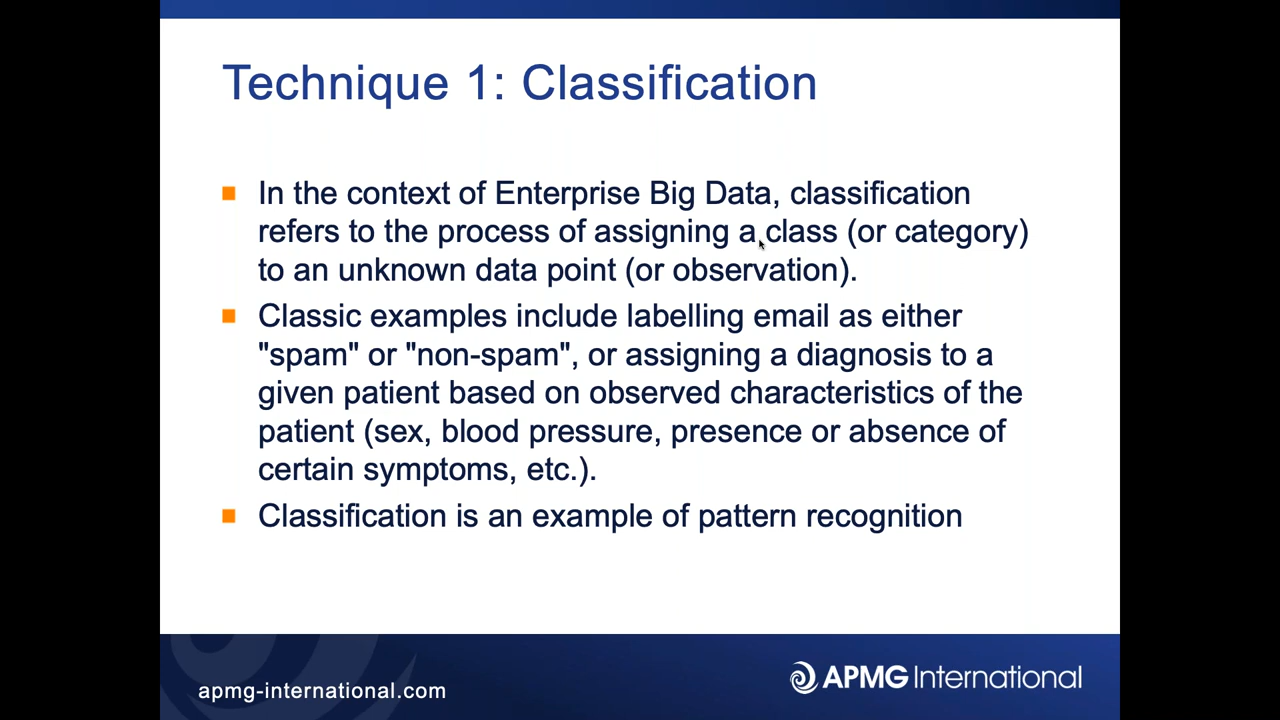 Technique 1: Classification
In the context of Enterprise Big Data, classification
refers to the process of assigning a class (or category)
to an unknown data point (or observation).
Classic examples include labelling email as either
"spam" or "non-spam", or assigning a diagnosis to a
given patient based on observed characteristics of the
patient (sex, blood pressure, presence or absence of
certain symptoms, etc.).
Classification is an example of pattern recognition
apmg-international.com
APMG International